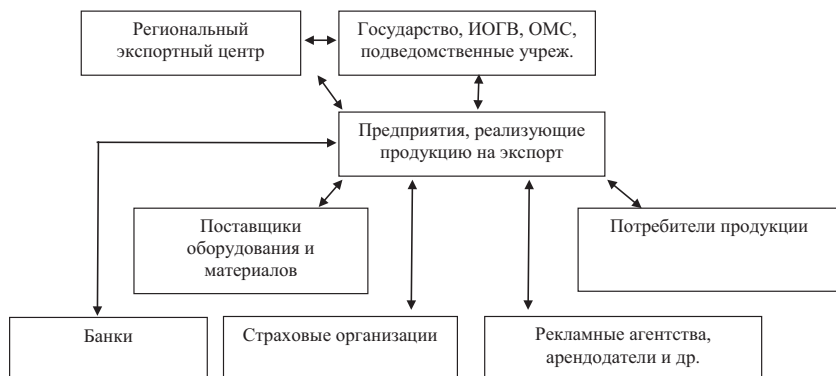 Региональный
экспортный центр
Государство, ИОГВ, ОМС,
подведомственные учреж.
Предприятия, реализующие
продукцию на экспорт
Поставщики
оборудования и
материалов
Потребители продукции
Банки
Страховые организации
Рекламные агентства,
арендодатели и др.